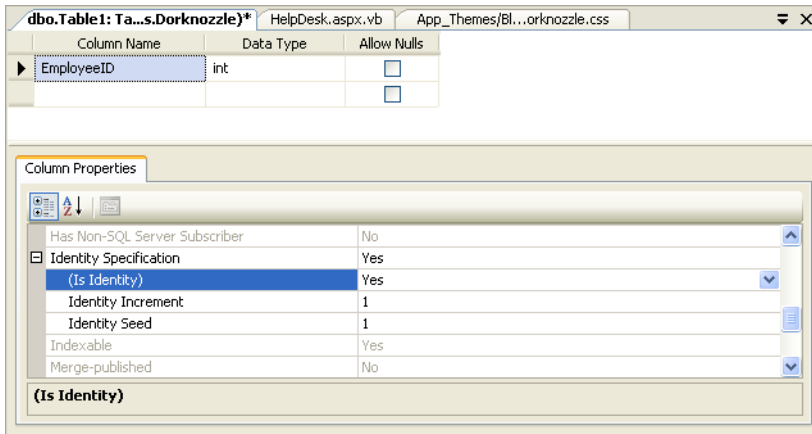 dbo.Table1: Ta...s.Dorknozzle)* HelpDesk.aspx.vb App_Themes/Bl...orknozzle.css
Column Name Data Type Allow Nulls
EmployeeID int
Column Properties
Has Non-SQL Server Subscriber No
Identity Specification Yes
(Is Identity) Yes
Identity Increment 1
Identity Seed 1
Indexable Yes
Merge-published No
(Is Identity)